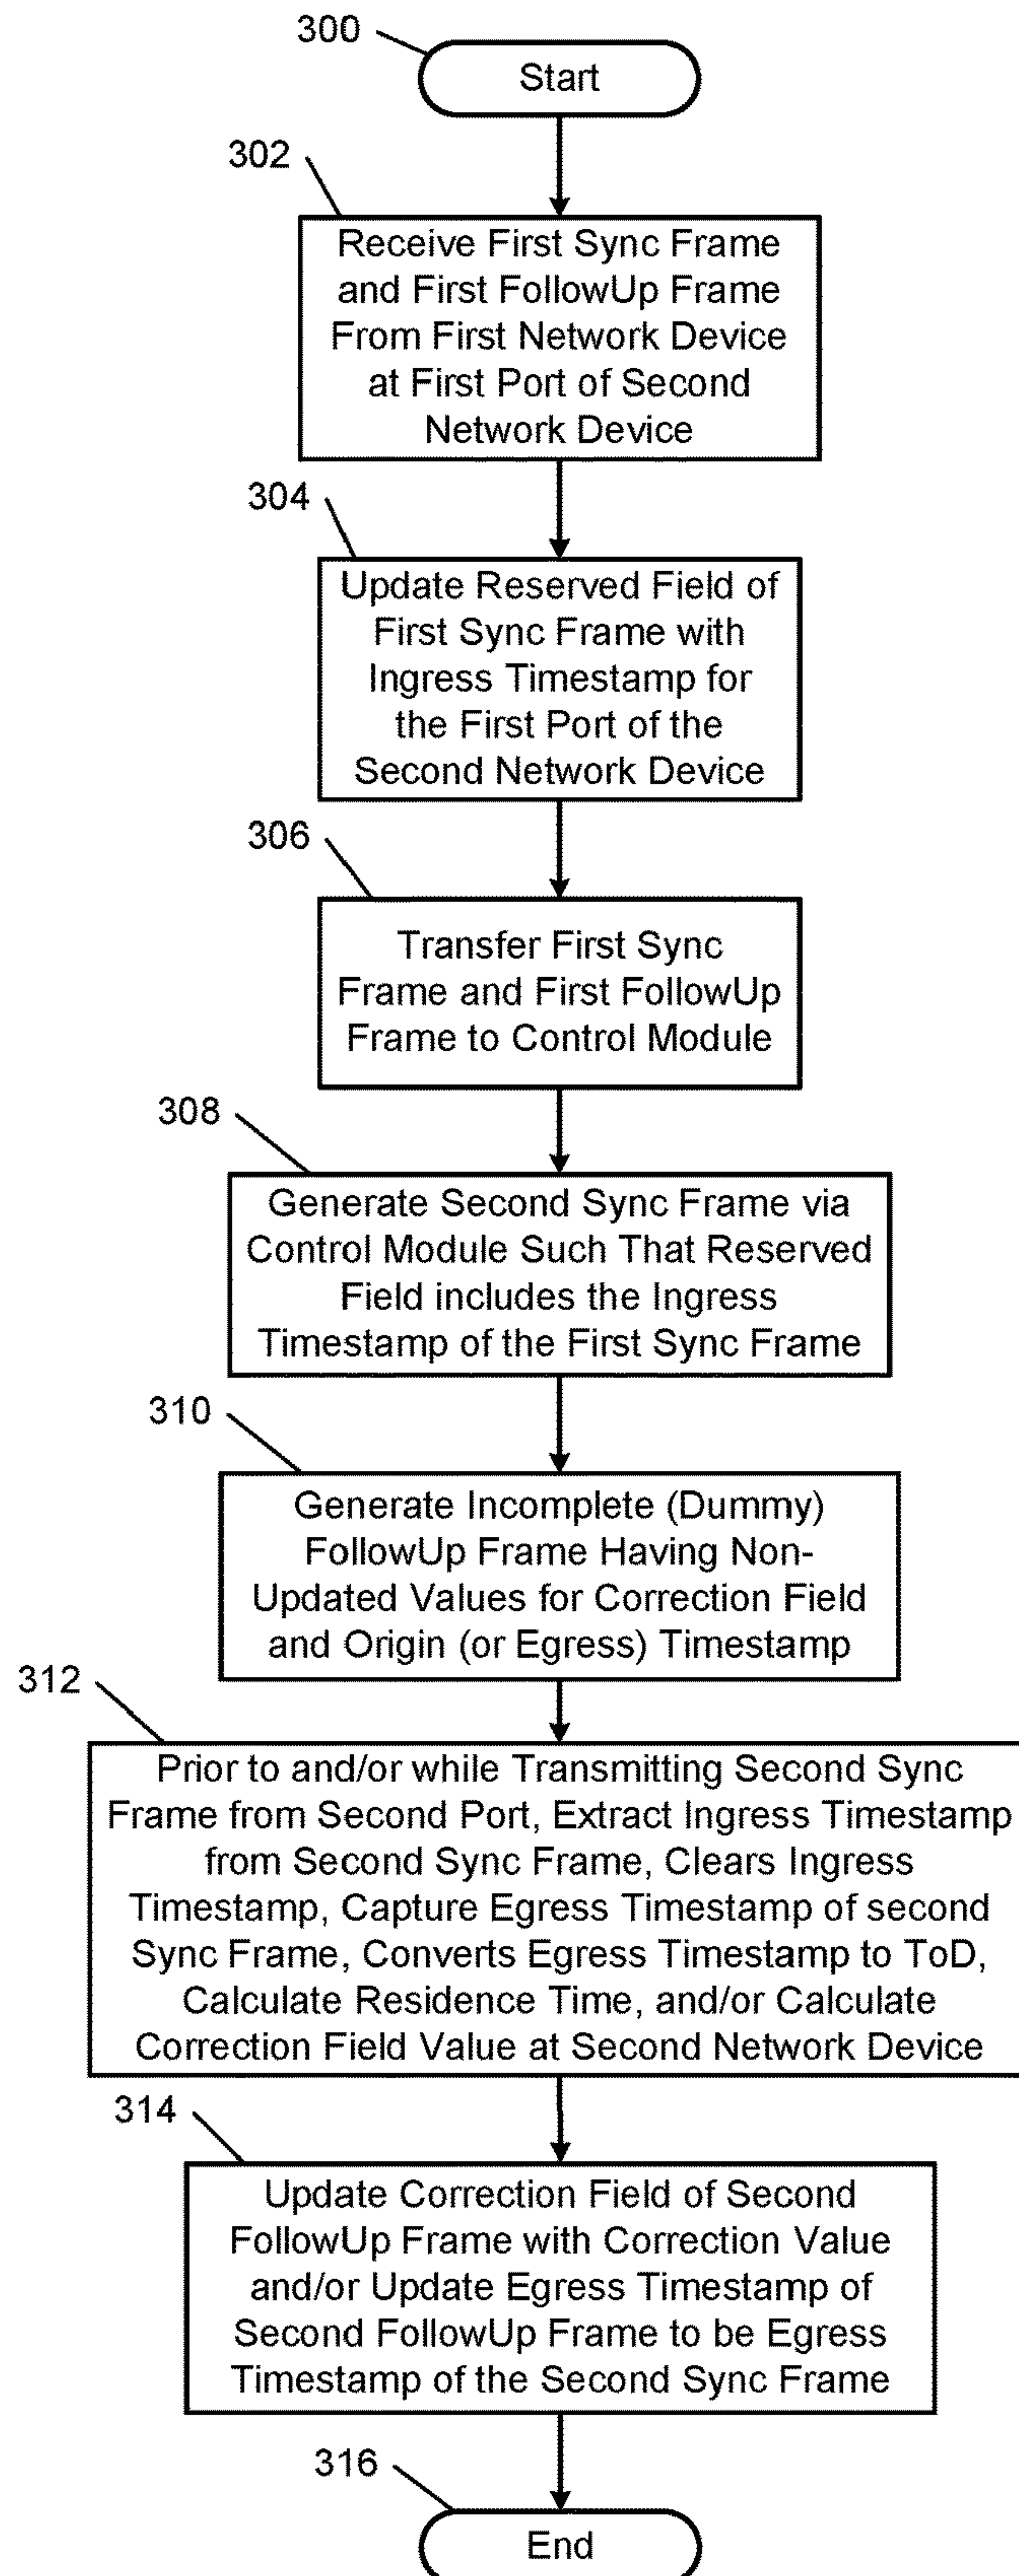 300
Start
302
Receive First Sync Frame
and First FollowUp Frame
From First Network Device
at First Port of Second
Network Device
304
Update Reserved Field of
First Sync Frame with
Ingress Timestamp for
the First Port of the
Second Network Device
306
Transfer First Sync
Frame and First FollowUp
Frame to Control Module
308
Generate Second Sync Frame via
Control Module Such That Reserved
Field includes the Ingress
Timestamp of the First Sync Frame
310
Generate Incomplete (Dummy)
FollowUp Frame Having Non-
Updated Values for Correction Field
and Origin (or Egress) Timestamp
312
Prior to and/or while Transmitting Second Sync
Frame from Second Port, Extract Ingress Timestamp
from Second Sync Frame, Clears Ingress
Timestamp, Capture Egress Timestamp of second
Sync Frame, Converts Egress Timestamp to ToD,
Calculate Residence Time, and/or Calculate
Correction Field Value at Second Network Device
314
Update Correction Field of Second
FollowUp Frame with Correction Value
and/or Update Egress Timestamp of
Second FollowUp Frame to be Egress
Timestamp of the Second Sync Frame
316
End